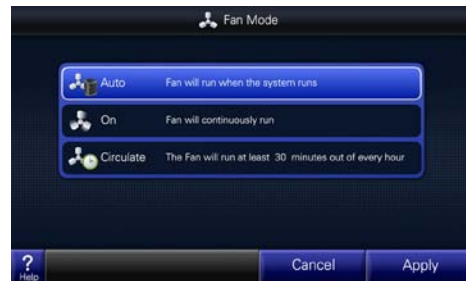 Fan Mode
Auto Fan will run when the system runs
On Fan will continuously run
Circulate The Fan will run at least 30 minutes out of every hour
? Help Cancel Apply